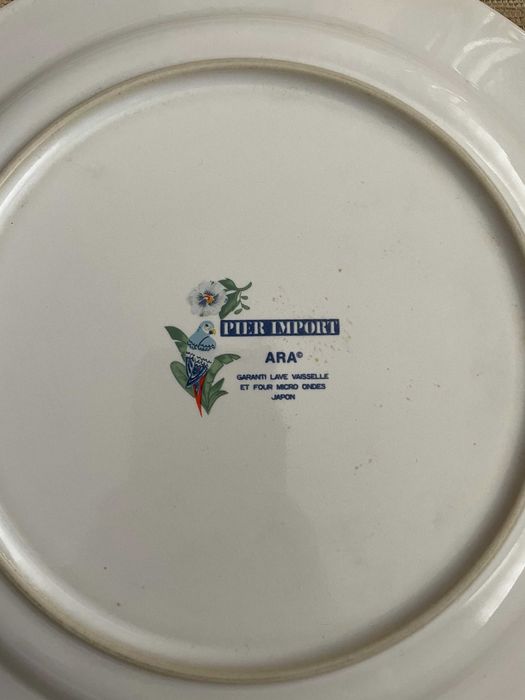 PIER IMPORT
ARA©
GARANTI LAVE VAISSELLE
ET FOUR MICRO ONDES
JAPON